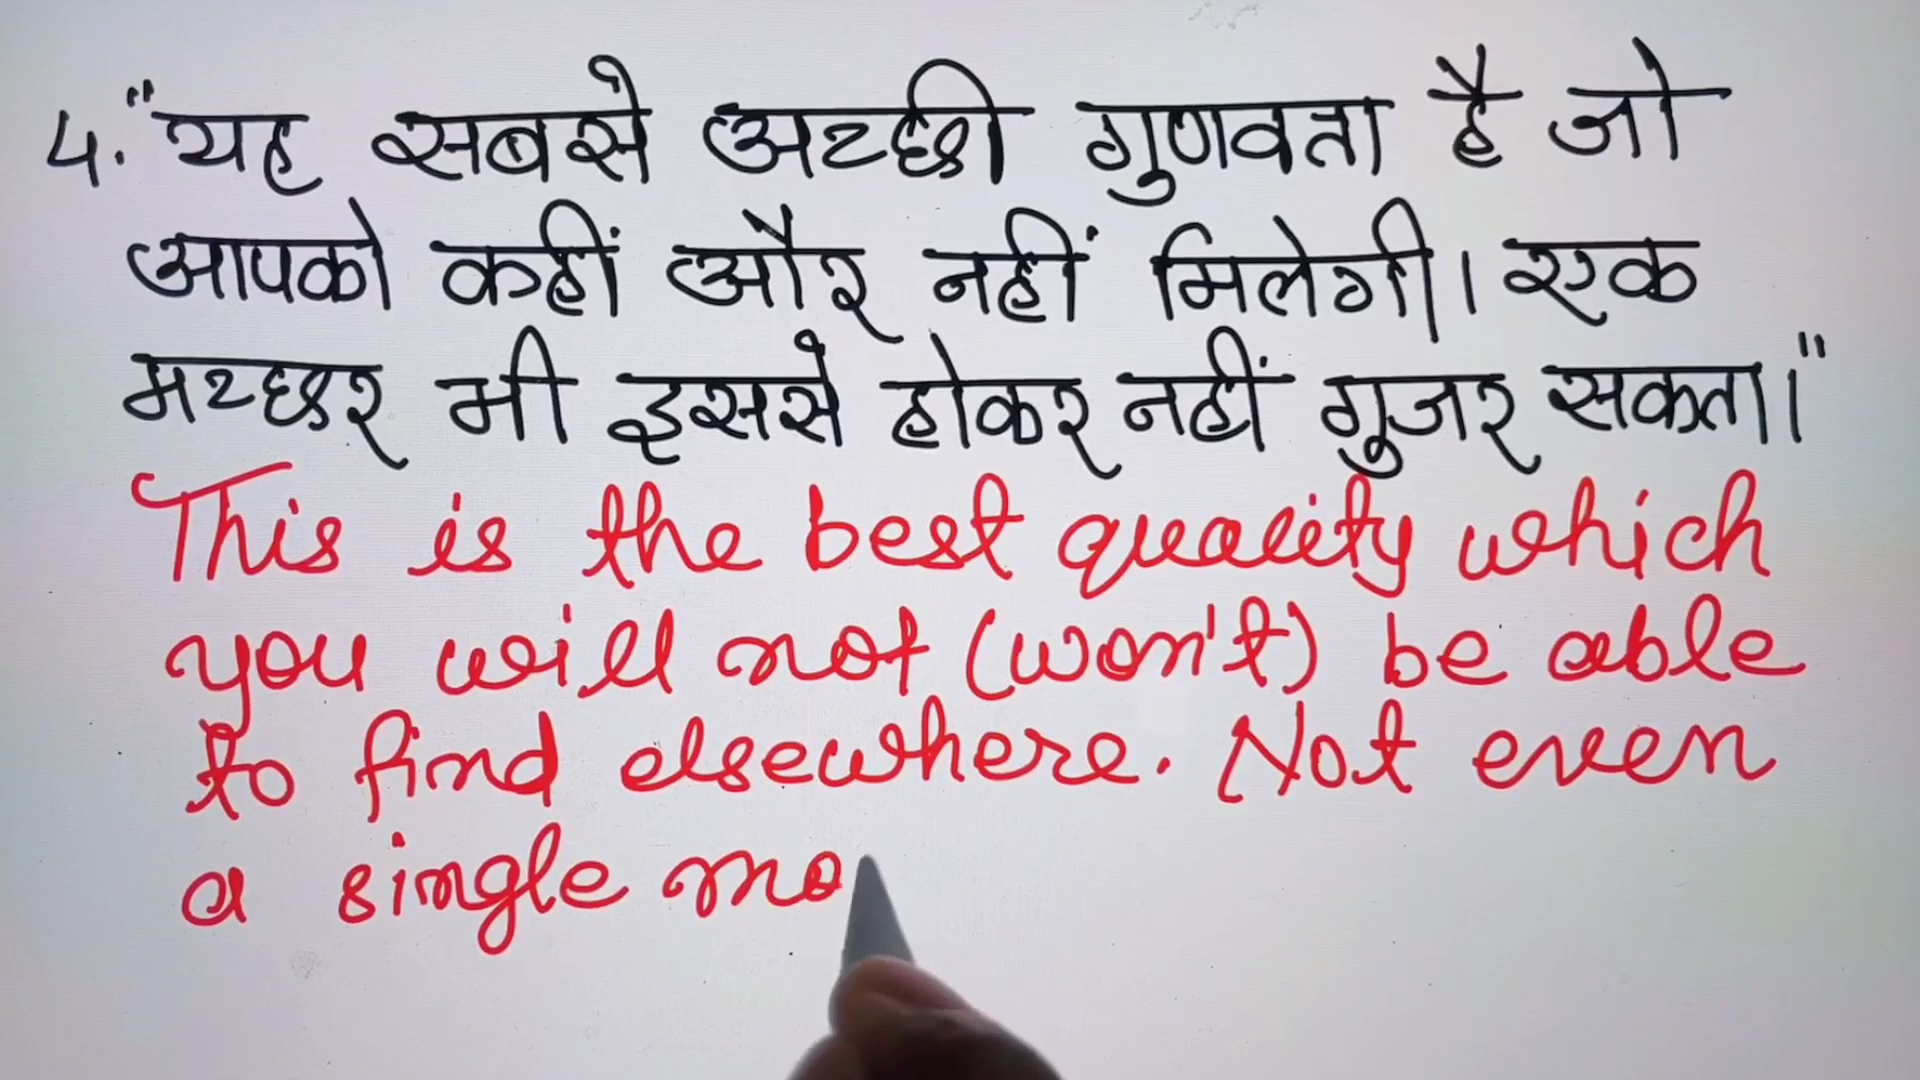 4. "यह सबसे अच्छी गुणवता है जो
आपको कहीं और नहीं मिलेगी। एक
मच्छर भी इससे होकर नहीं गुजर सकता।"
This is the best quality which
you will not (won't) be able
to find elsewhere. Not even
a single mo